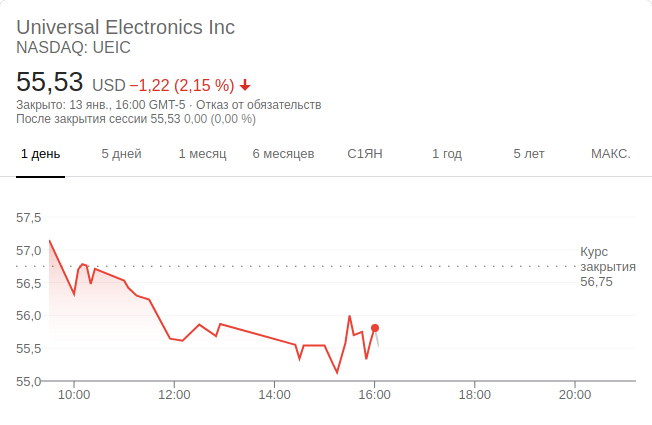 Universal Electronics Inc
NASDAQ: UEIC
55,53 USD −1,22 (2,15 %)
Закрыто: 13 янв., 16:00 GMT-5 · Отказ от обязательств
После закрытия сессии 55,53 0,00 (0,00 %)
1 день 5 дней 1 месяц 6 месяцев С1ЯН 1 год 5 лет МАКС.
57,5
57,0
Курс
закрытия
56,75
56,5
56,0
55,5
55,0
10:00 12:00 14:00 16:00 18:00 20:00